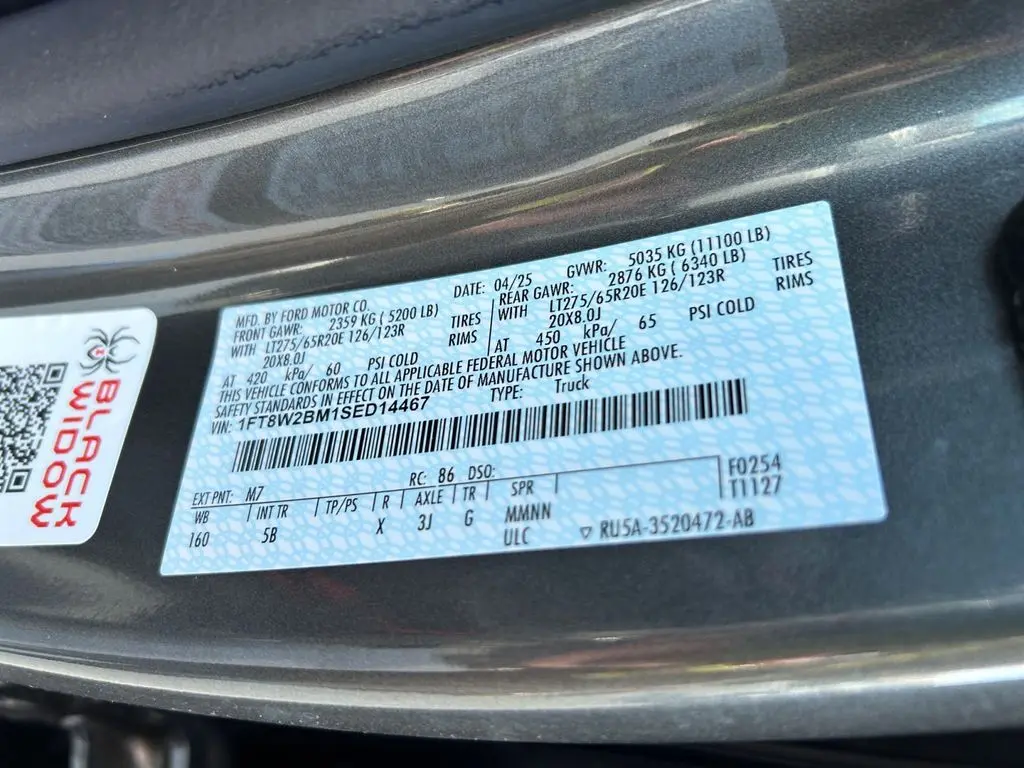 BLACK
WIDOW
MFD. BY FORD MOTOR CO.
DATE: 04/25 GVWR: 5035 KG (11100 LB)
FRONT GAWR: 2359 KG ( 5200 LB)
REAR GAWR: 2876 KG ( 6340 LB)
WITH LT275/65R20E 126/123R TIRES
WITH LT275/65R20E 126/123R TIRES
20X8.0J RIMS
20X8.0J RIMS
AT 420 kPa/ 60 PSI COLD
AT 450 kPa/ 65 PSI COLD
THIS VEHICLE CONFORMS TO ALL APPLICABLE FEDERAL MOTOR VEHICLE
SAFETY STANDARDS IN EFFECT ON THE DATE OF MANUFACTURE SHOWN ABOVE.
VIN: 1FT8W2BM1SED14467 TYPE: Truck
EXT PNT: M7 RC: 86 DSO:
WB INT TR TP/PS R AXLE TR SPR F0254
T1127
160 5B X 3J G MMNN
ULC ▽ RU5A-3520472-AB